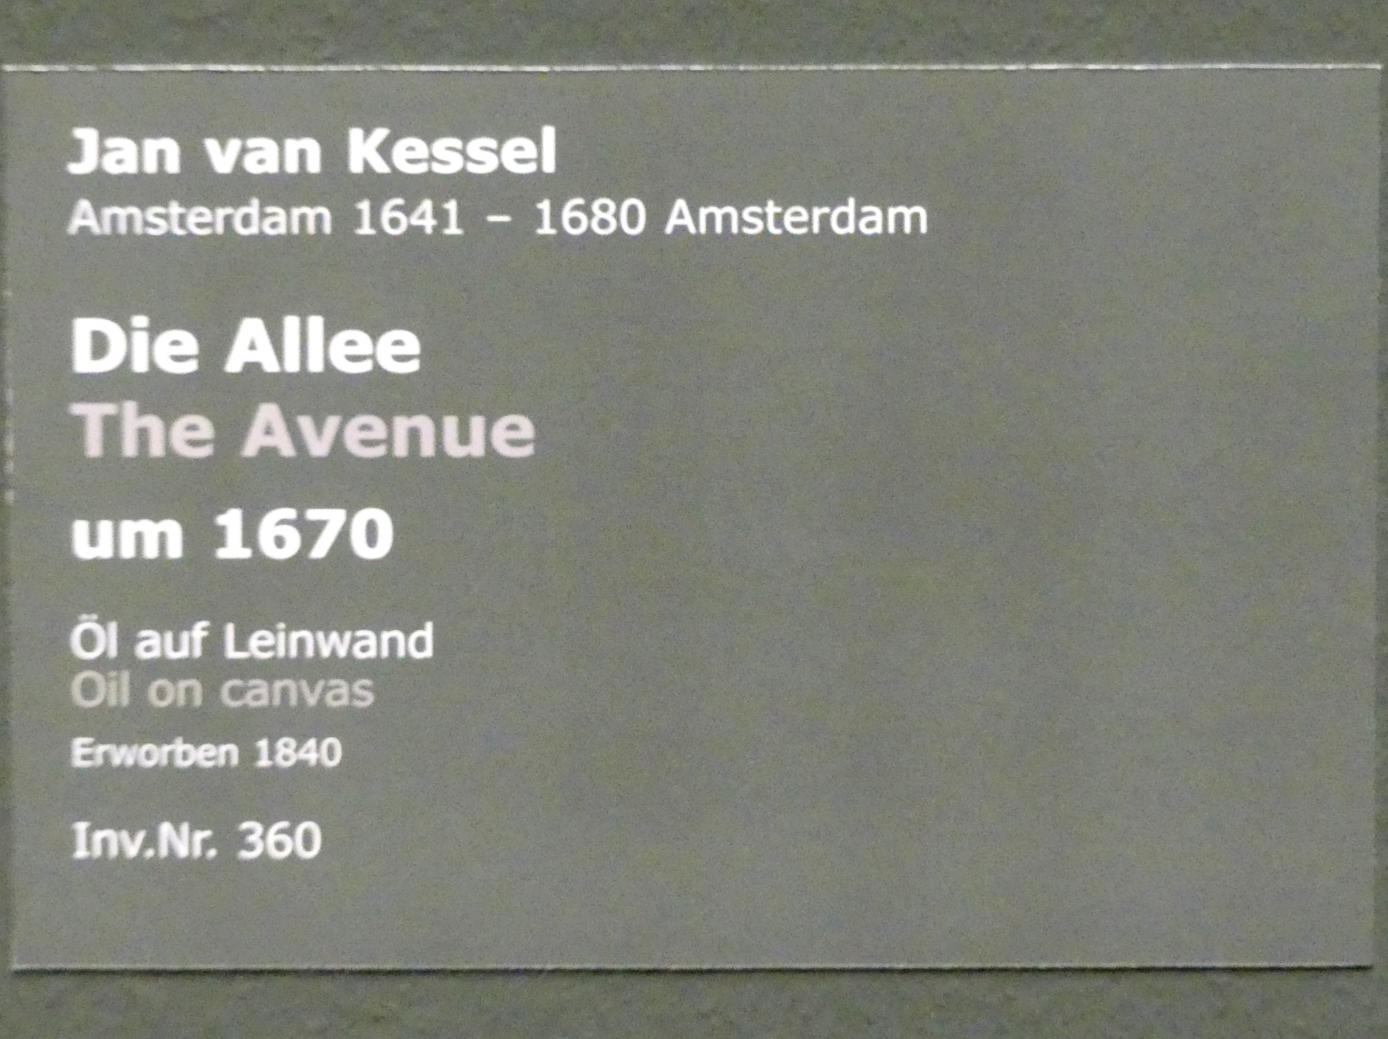 Jan van Kessel
Amsterdam 1641 – 1680 Amsterdam
Die Allee
The Avenue
um 1670
Öl auf Leinwand
Oil on canvas
Erworben 1840
Inv.Nr. 360